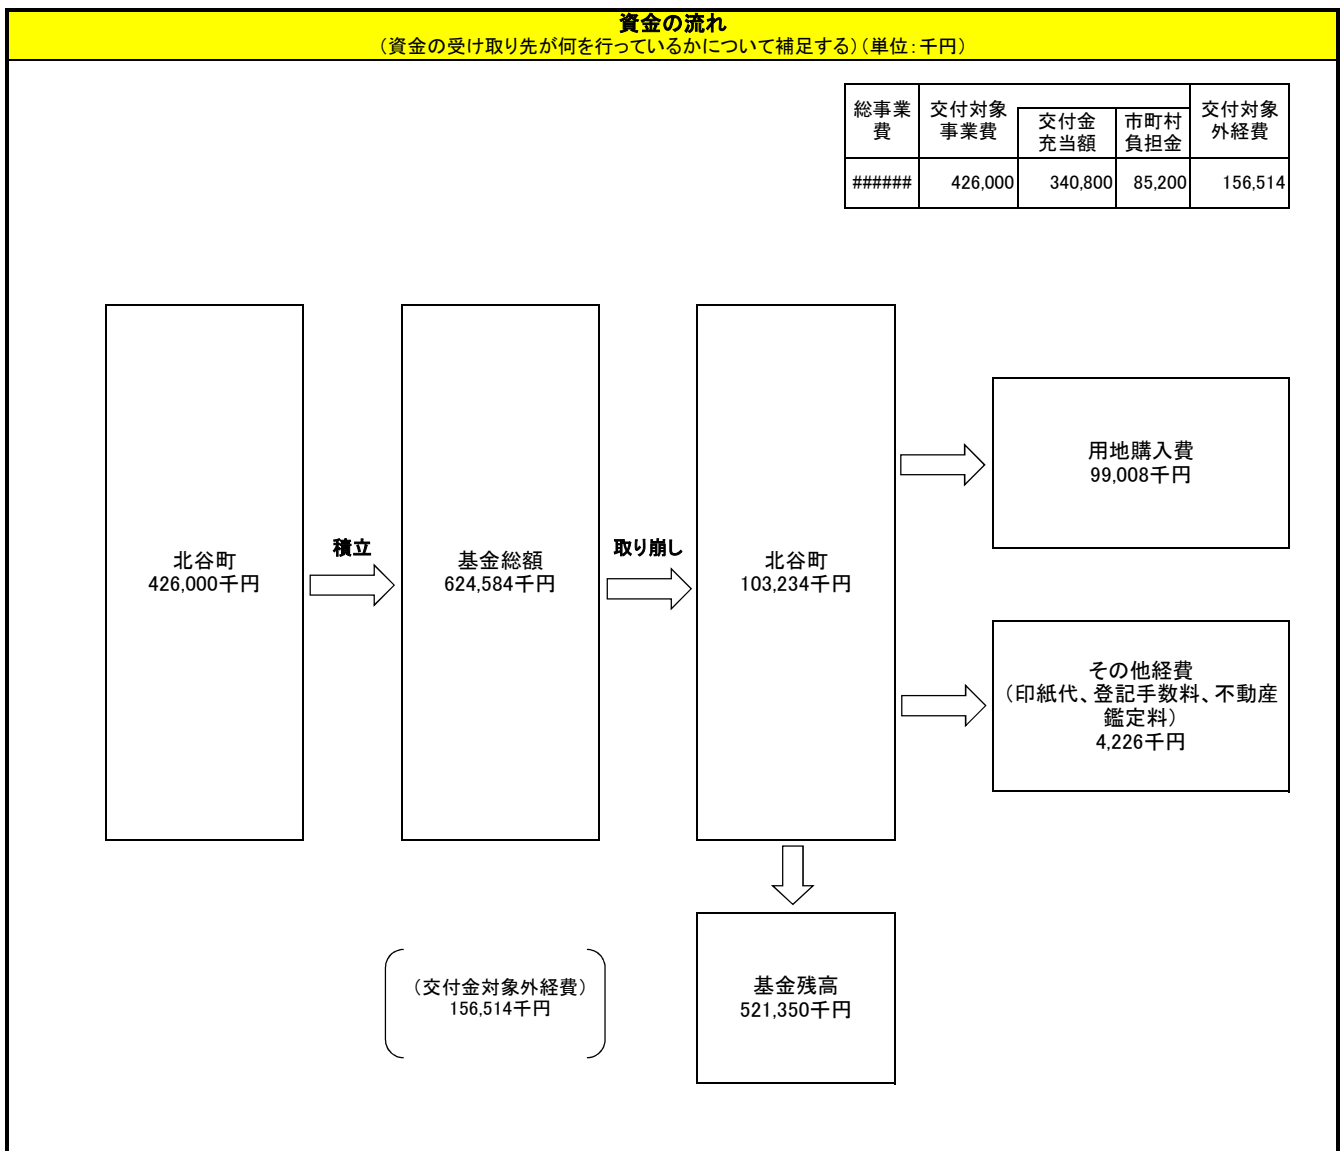 資金の流れ
（資金の受け取り先が何を行っているかについて補足する）（単位：千円）
総事業
費
交付対象
事業費
交付金
充当額
市町村
負担金
交付対象
外経費
######
426,000
340,800
85,200
156,514
北谷町
426,000千円
積立
基金総額
624,584千円
取り崩し
北谷町
103,234千円
用地購入費
99,008千円
その他経費
（印紙代、登記手数料、不動産
鑑定料）
4,226千円
（交付金対象外経費）
156,514千円
基金残高
521,350千円